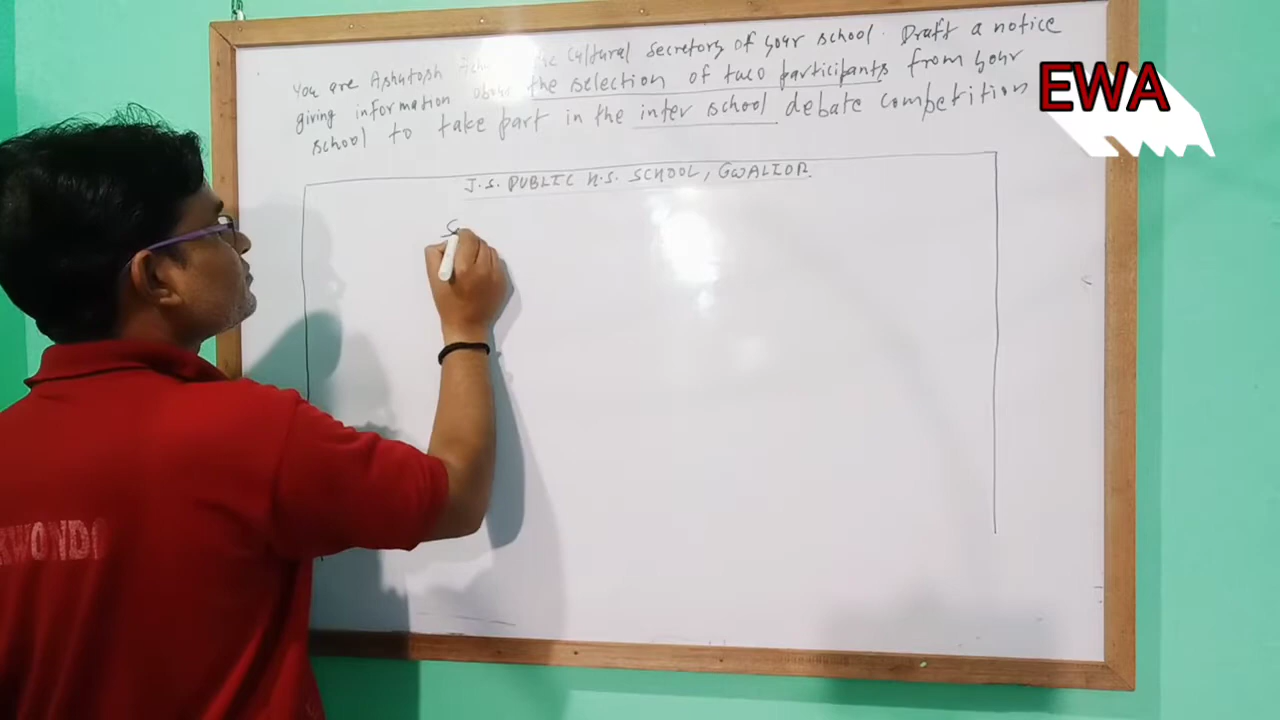 You are Ashutosh the Cultural Secretary of your school. Draft a notice
giving information about the selection of two participants from your
school to take part in the inter school debate competition
J.S. PUBLIC H.S. SCHOOL, GWALIOR.
S
EWA
RWONDO